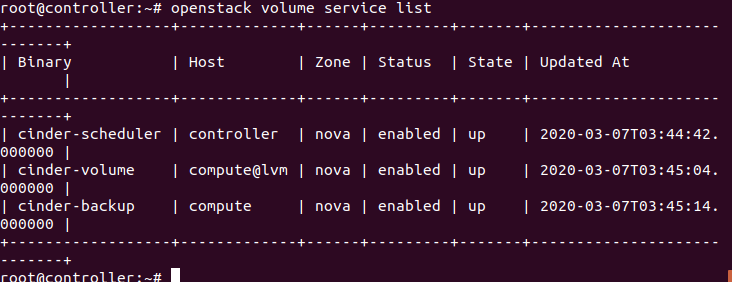 root@controller:~# openstack volume service list
+------------------+-------------+------+---------+-------+----------------------
-------+
| Binary           | Host        | Zone | Status  | State | Updated At
       |
+------------------+-------------+------+---------+-------+----------------------
-------+
| cinder-scheduler | controller  | nova | enabled | up    | 2020-03-07T03:44:42.
000000 |
| cinder-volume    | compute@lvm | nova | enabled | up    | 2020-03-07T03:45:04.
000000 |
| cinder-backup    | compute     | nova | enabled | up    | 2020-03-07T03:45:14.
000000 |
+------------------+-------------+------+---------+-------+----------------------
-------+
root@controller:~#